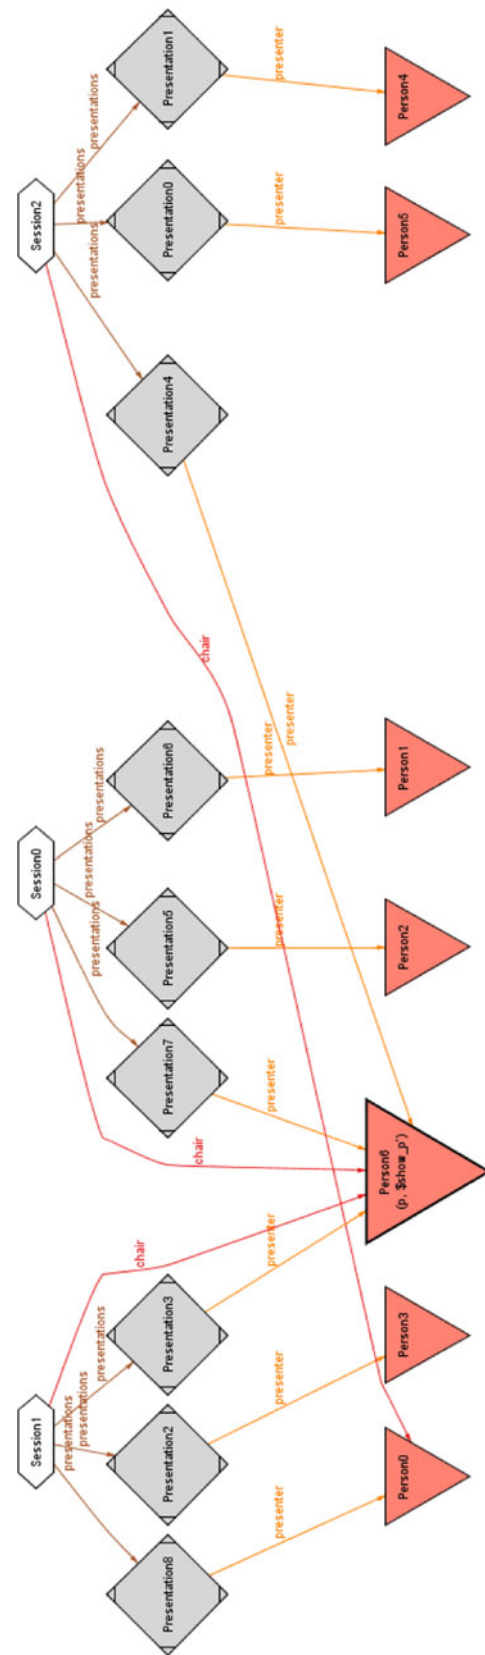 Session1
Session0
Session2
presentations
presentations
presentations
presentations
presentations
presentations
presentations
presentations
presentations
Presentation8
Presentation2
Presentation3
Presentation7
Presentation5
Presentation6
Presentation4
Presentation0
Presentation1
chair
chair
chair
presenter
presenter
presenter
presenter
presenter
presenter
presenter
presenter
presenter
Person0
Person3
Person6
(p, $show_p')
Person2
Person1
Person5
Person4